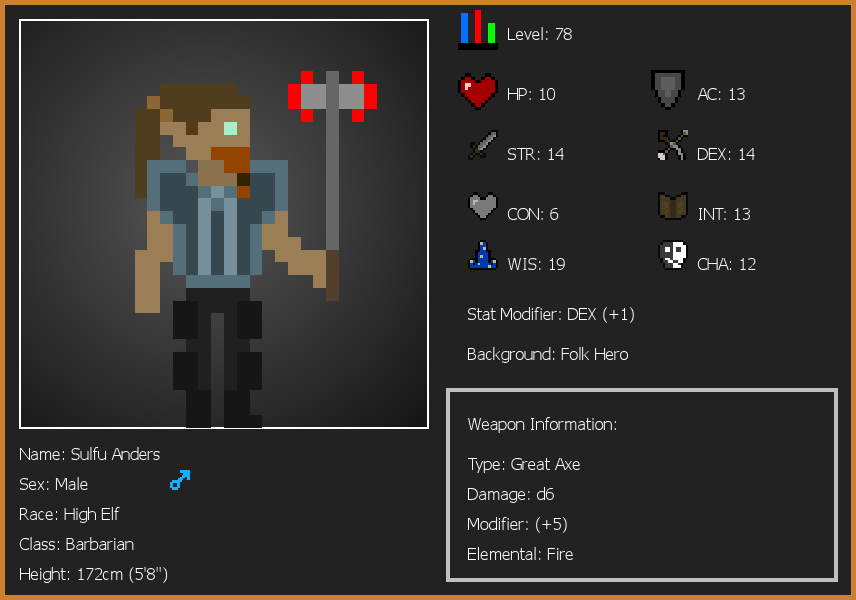 Level: 78
HP: 10
AC: 13
STR: 14
DEX: 14
CON: 6
INT: 13
WIS: 19
CHA: 12
Stat Modifier: DEX (+1)
Background: Folk Hero
Weapon Information:
Type: Great Axe
Damage: d6
Modifier: (+5)
Elemental: Fire
Name: Sulfu Anders
Sex: Male
Race: High Elf
Class: Barbarian
Height: 172cm (5'8")